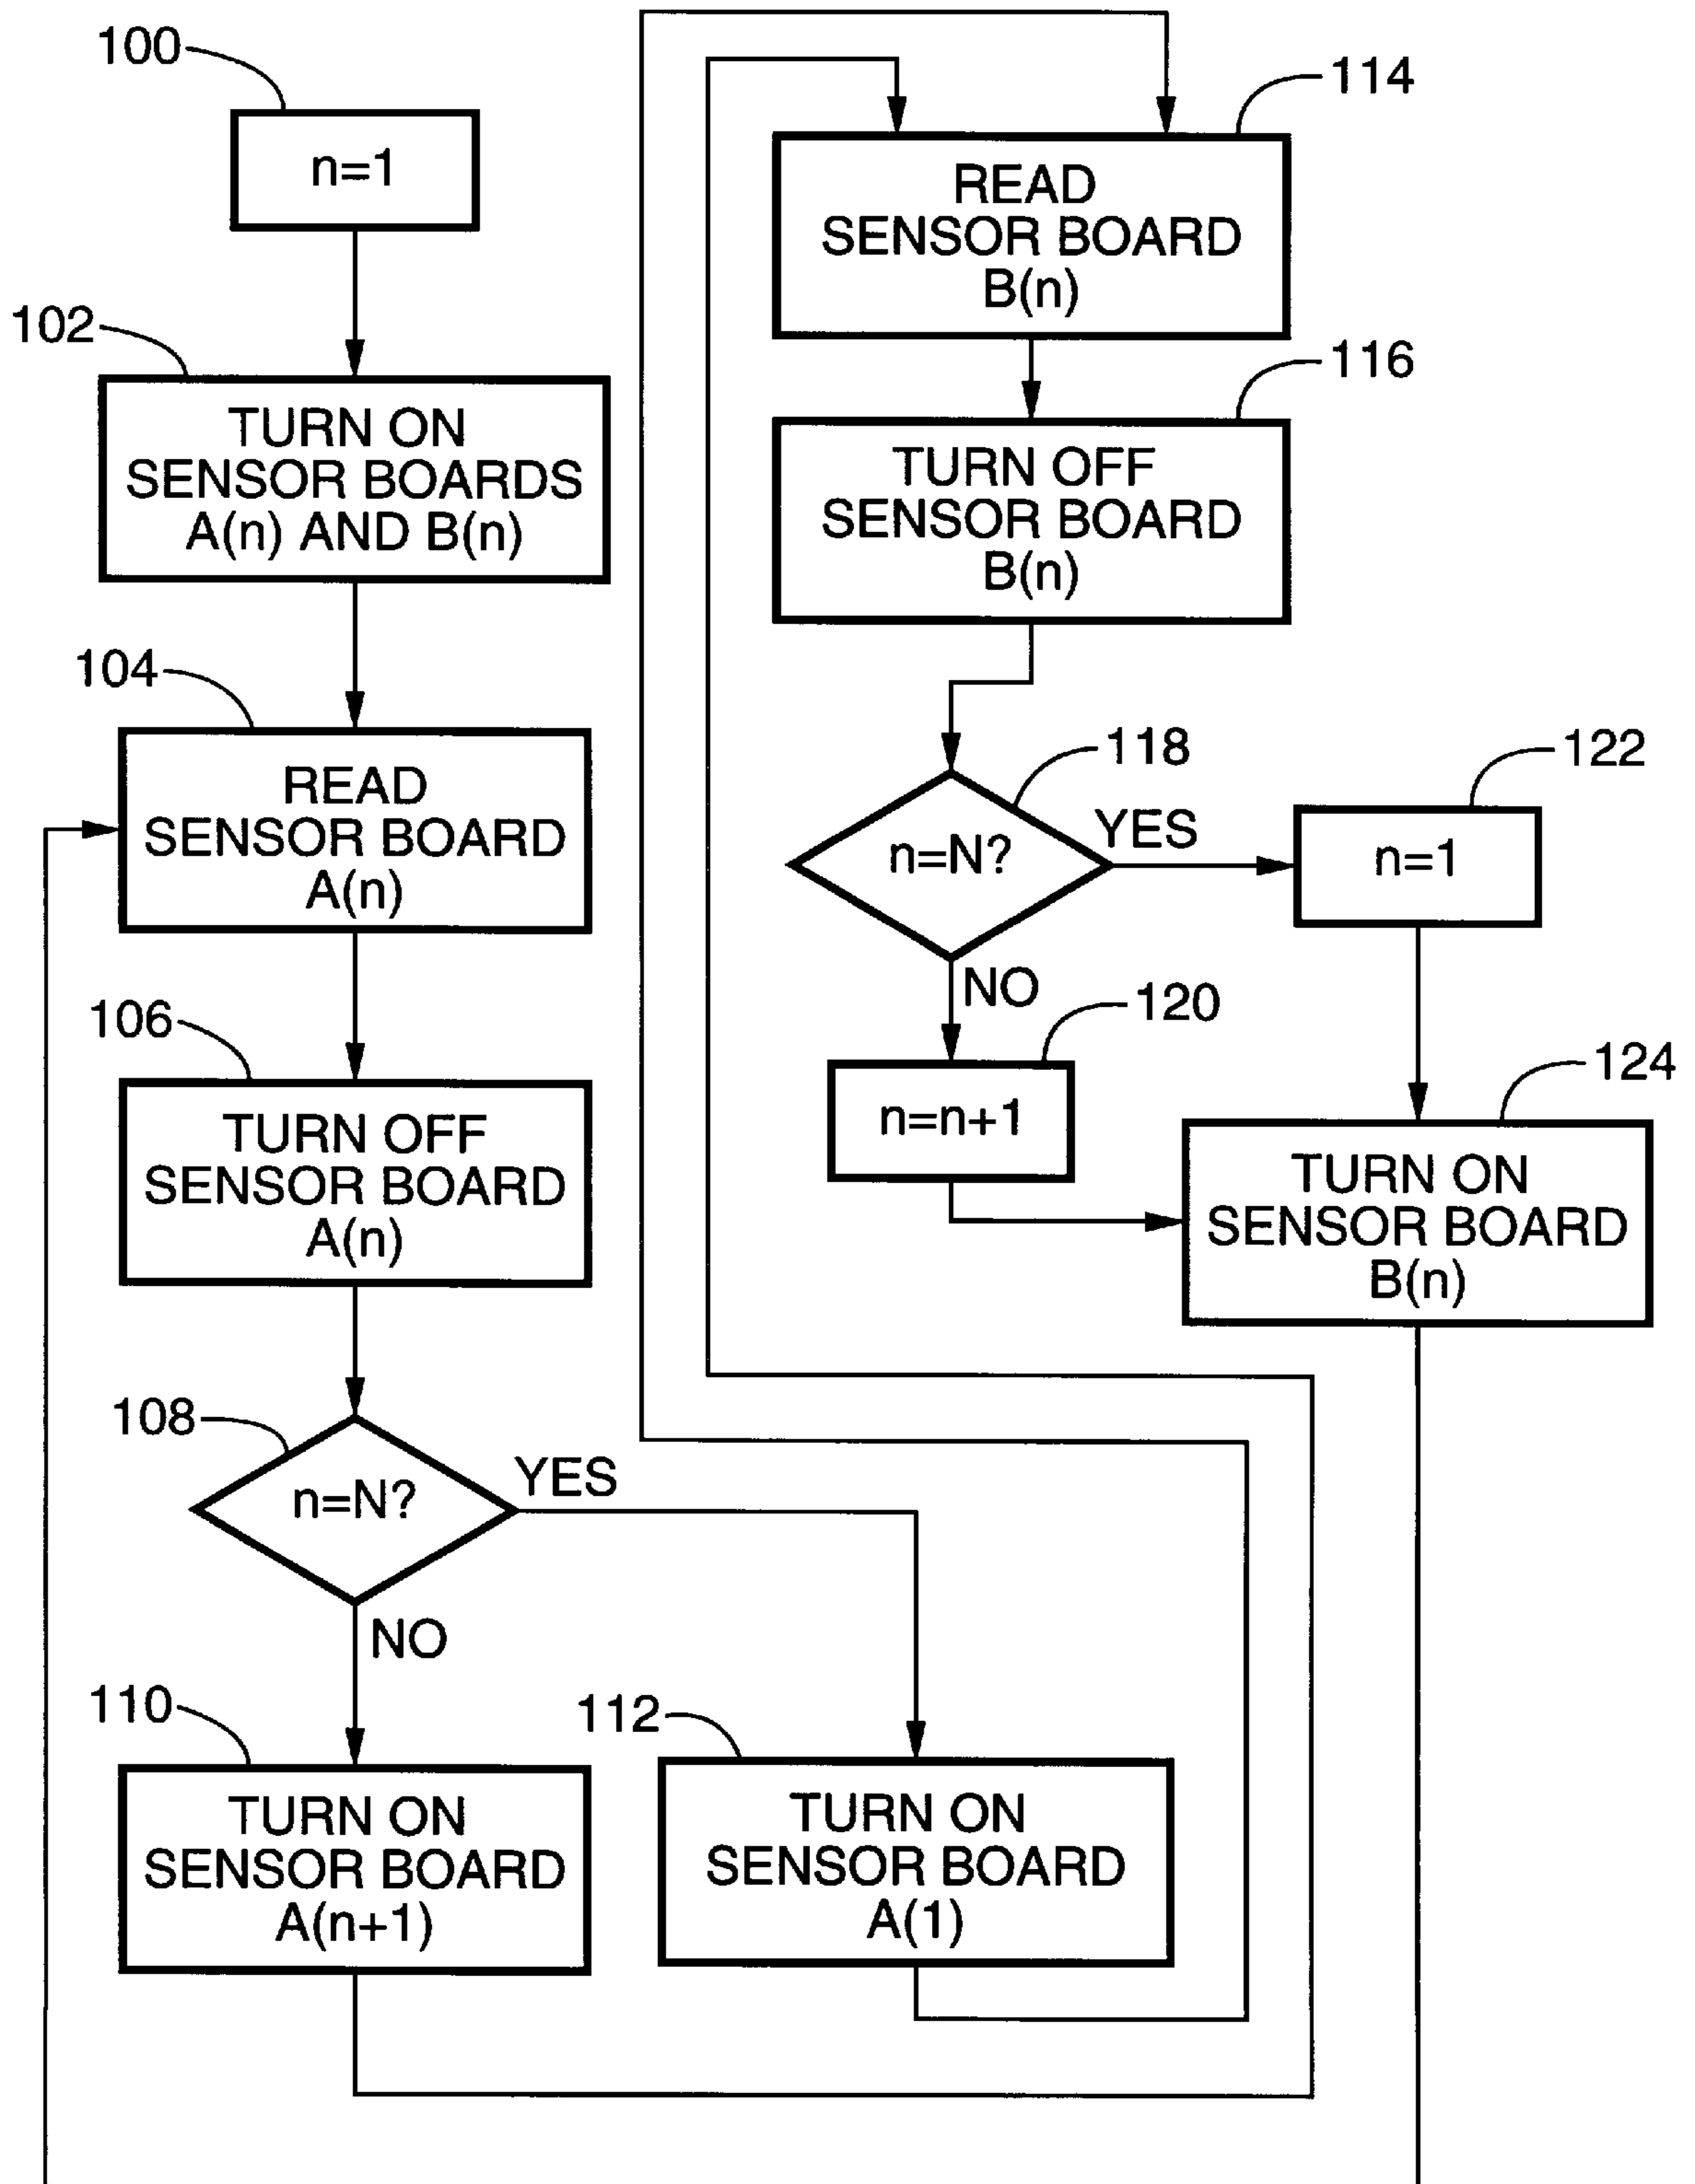 100
n=1
102
TURN ON
SENSOR BOARDS
A(n) AND B(n)
104
READ
SENSOR BOARD
A(n)
106
TURN OFF
SENSOR BOARD
A(n)
108
n=N?
YES
NO
110
TURN ON
SENSOR BOARD
A(n+1)
112
TURN ON
SENSOR BOARD
A(1)
114
READ
SENSOR BOARD
B(n)
116
TURN OFF
SENSOR BOARD
B(n)
118
n=N?
YES
NO
120
n=n+1
122
n=1
124
TURN ON
SENSOR BOARD
B(n)